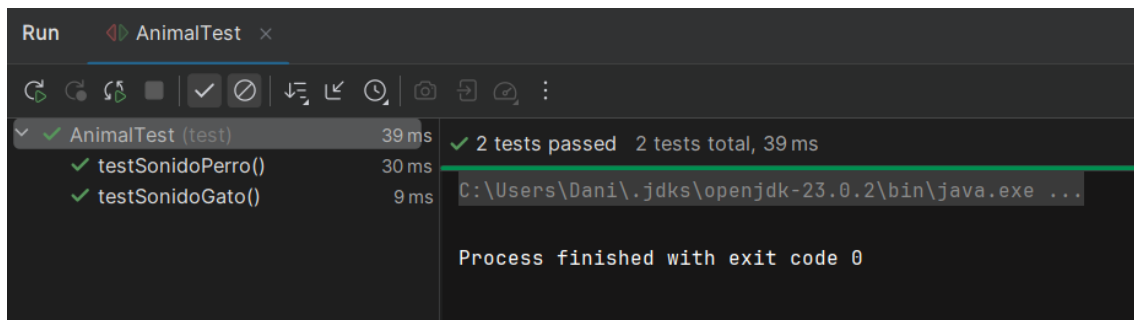 Run AnimalTest ×
AnimalTest (test) 39 ms
testSonidoPerro() 30 ms
testSonidoGato() 9 ms
2 tests passed 2 tests total, 39 ms
C:\Users\Dani\.jdks\openjdk-23.0.2\bin\java.exe ...
Process finished with exit code 0